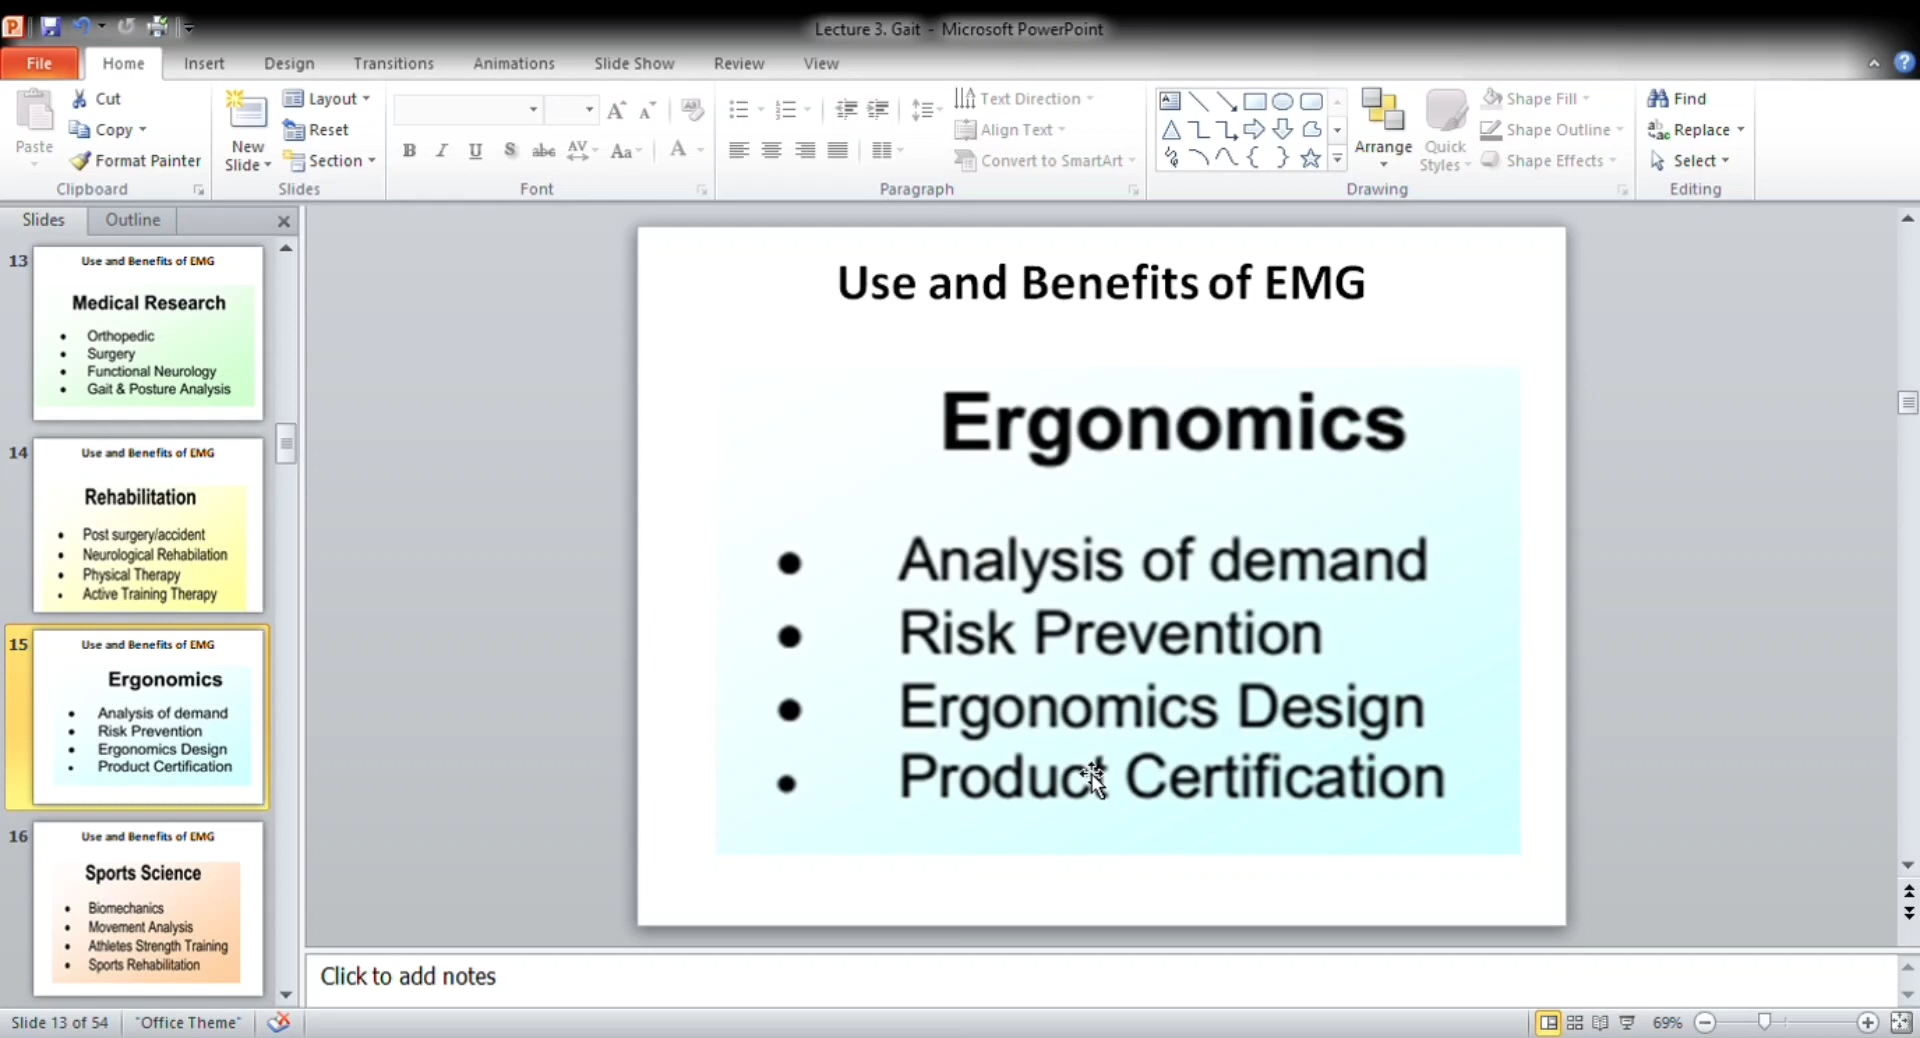 Lecture 3. Gait - Microsoft PowerPoint
File Home Insert Design Transitions Animations Slide Show Review View
Paste
Cut
Copy
Format Painter
Clipboard
New Slide
Layout
Reset
Section
Slides
B I U S abc AV Aa A
Font
Text Direction
Align Text
Convert to SmartArt
Paragraph
Arrange
Quick Styles
Shape Fill
Shape Outline
Shape Effects
Drawing
Find
Replace
Select
Editing
Slides Outline
13
Use and Benefits of EMG
Medical Research
• Orthopedic
• Surgery
• Functional Neurology
• Gait & Posture Analysis
14
Use and Benefits of EMG
Rehabilitation
• Post surgery/accident
• Neurological Rehabilation
• Physical Therapy
• Active Training Therapy
15
Use and Benefits of EMG
Ergonomics
• Analysis of demand
• Risk Prevention
• Ergonomics Design
• Product Certification
16
Use and Benefits of EMG
Sports Science
• Biomechanics
• Movement Analysis
• Athletes Strength Training
• Sports Rehabilitation
Use and Benefits of EMG
Ergonomics
• Analysis of demand
• Risk Prevention
• Ergonomics Design
• Product Certification
Click to add notes
Slide 13 of 54 "Office Theme" 69%